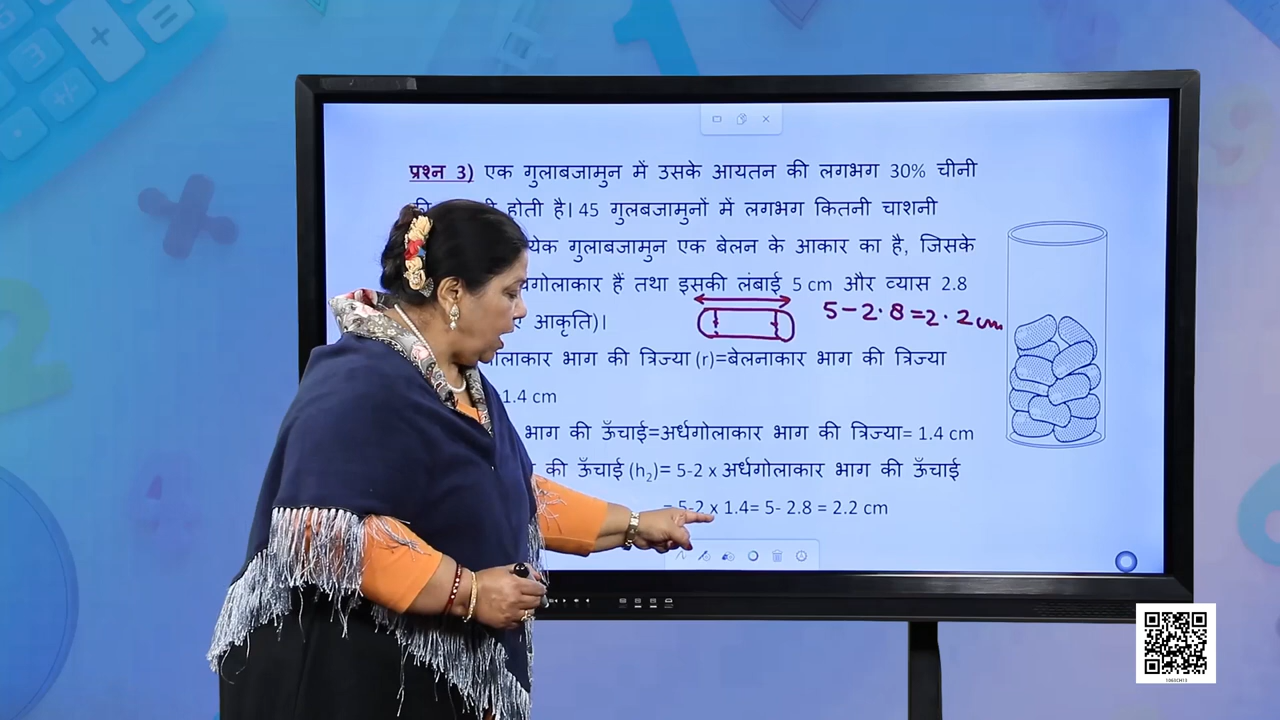 प्रश्न 3) एक गुलाबजामुन में उसके आयतन की लगभग 30% चीनी
होती है। 45 गुलबजामुनों में लगभग कितनी चाशनी
गुलाबजामुन एक बेलन के आकार का है, जिसके
हैं तथा इसकी लंबाई 5 cm और व्यास 2.8
आकृति)।
5-2.8=2.2 cm
भाग की त्रिज्या (r)=बेलनाकार भाग की त्रिज्या
1.4 cm
भाग की ऊँचाई=अर्धगोलाकार भाग की त्रिज्या= 1.4 cm
की ऊँचाई (h₂)= 5-2 x अर्धगोलाकार भाग की ऊँचाई
= 5-2 x 1.4= 5- 2.8 = 2.2 cm